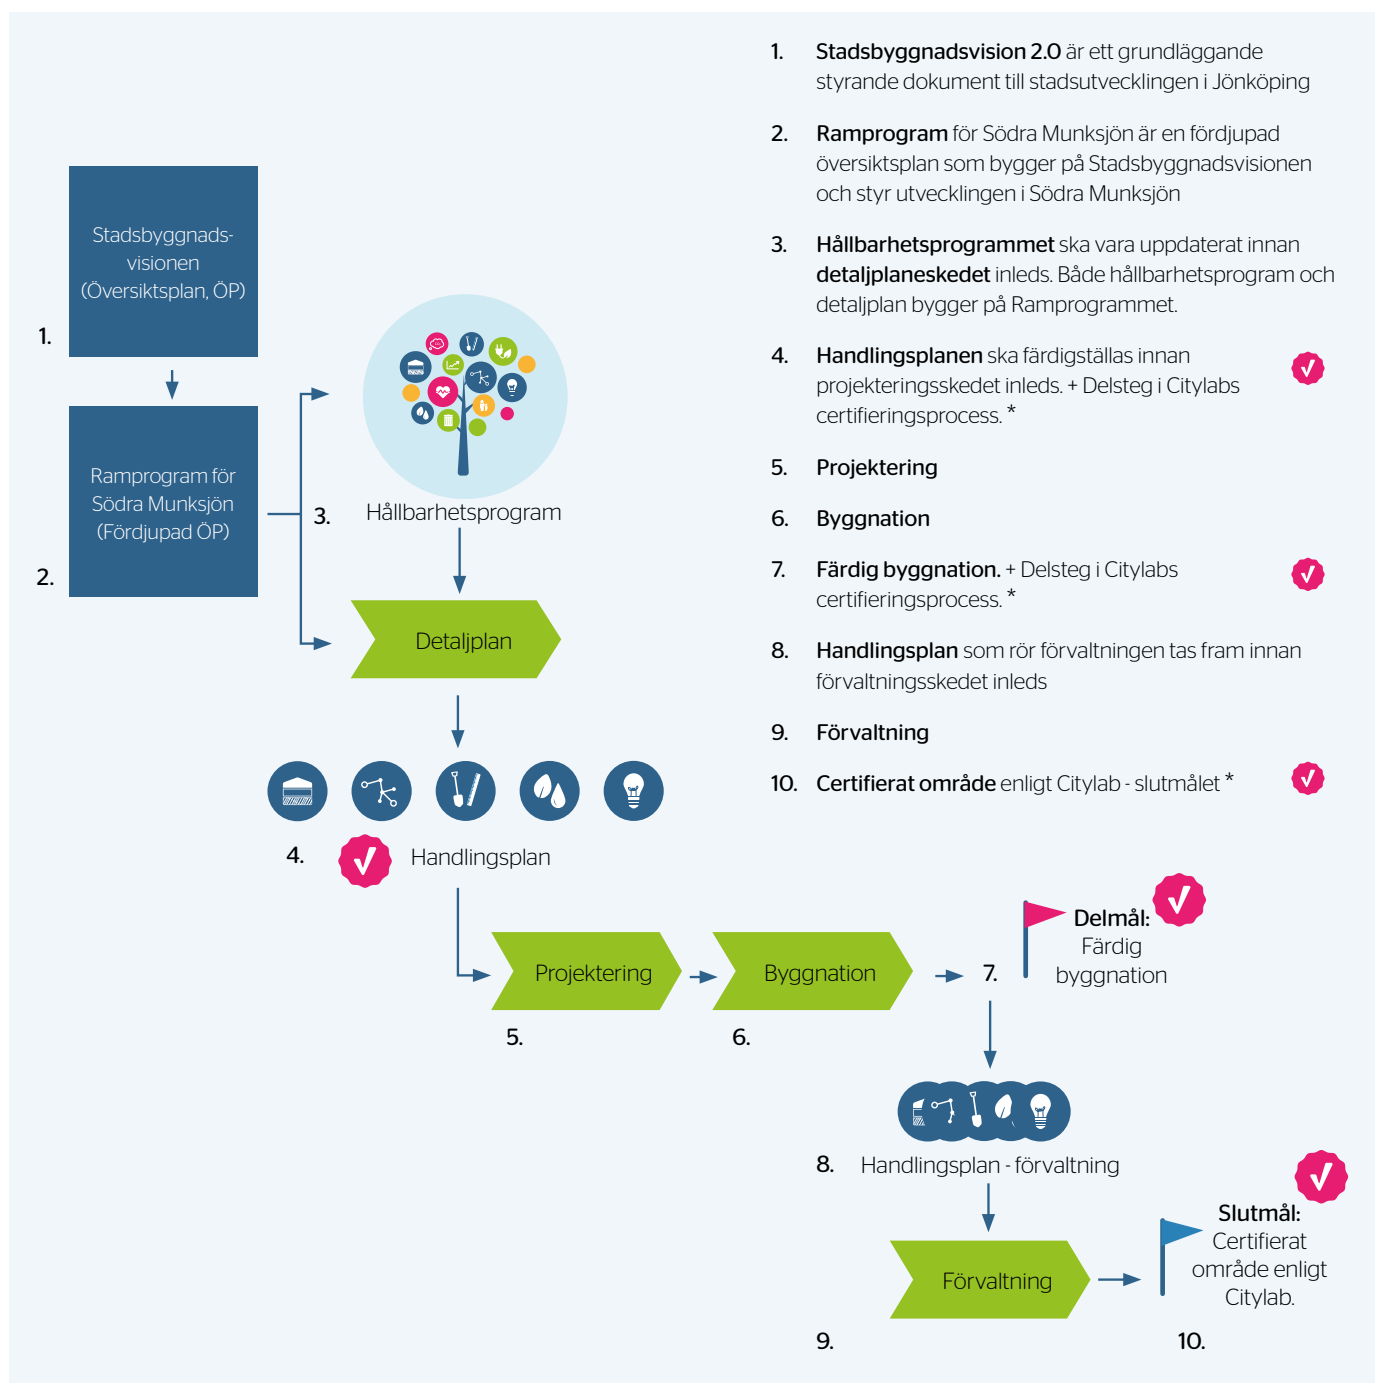 1. Stadsbyggnadsvision 2.0 är ett grundläggande
styrande dokument till stadsutvecklingen i Jönköping
2. Ramprogram för Södra Munksjön är en fördjupad
översiktsplan som bygger på Stadsbyggnadsvisionen
och styr utvecklingen i Södra Munksjön
3. Hållbarhetsprogrammet ska vara uppdaterat innan
detaljplaneskedet inleds. Både hållbarhetsprogram och
detaljplan bygger på Ramprogrammet.
4. Handlingsplanen ska färdigställas innan
projekteringsskedet inleds. + Delsteg i Citylabs
certifieringsprocess. *
5. Projektering
6. Byggnation
7. Färdig byggnation. + Delsteg i Citylabs
certifieringsprocess. *
8. Handlingsplan som rör förvaltningen tas fram innan
förvaltningsskedet inleds
9. Förvaltning
10. Certifierat område enligt Citylab - slutmålet *
Stadsbyggnads-
visionen
(Översiktsplan, ÖP)
1.
Ramprogram för
Södra Munksjön
(Fördjupad ÖP)
2.
3. Hållbarhetsprogram
Detaljplan
4. Handlingsplan
Projektering
5.
Byggnation
6.
7.
Delmål:
Färdig
byggnation
8. Handlingsplan - förvaltning
Förvaltning
9.
Slutmål:
Certifierat
område enligt
Citylab.
10.